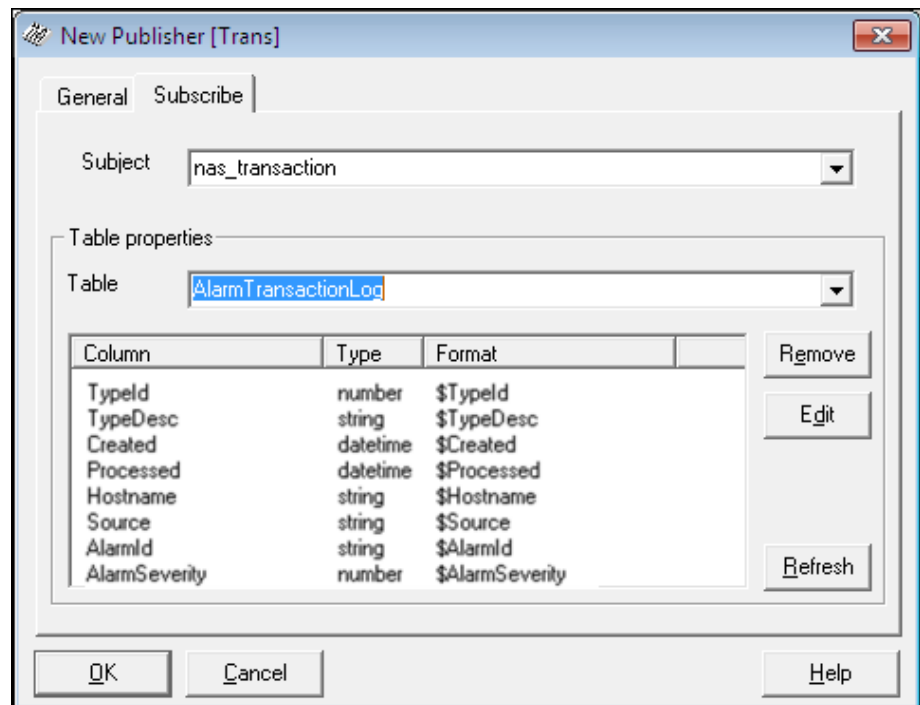 New Publisher [Trans]
General Subscribe
Subject nas_transaction
Table properties
Table AlarmTransactionLog
Column Type Format
TypeId number $TypeId
TypeDesc string $TypeDesc
Created datetime $Created
Processed datetime $Processed
Hostname string $Hostname
Source string $Source
AlarmId string $AlarmId
AlarmSeverity number $AlarmSeverity
Remove
Edit
Refresh
OK Cancel Help